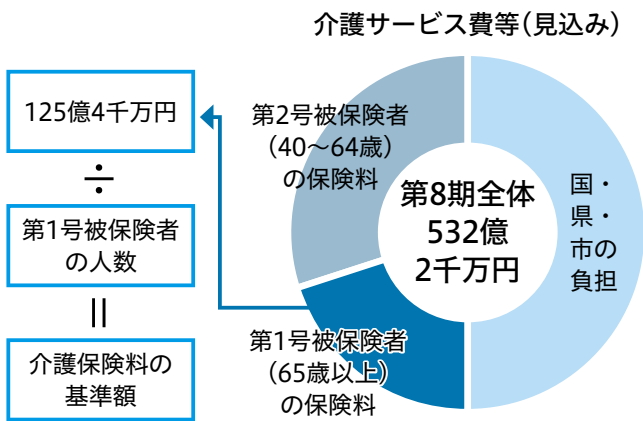 介護サービス費等(見込み)
125億4千万円
÷
第1号被保険者
の人数
||
介護保険料の
基準額
第2号被保険者
(40〜64歳)
の保険料
第8期全体
532億
2千万円
国・
県・
市の
負担
第1号被保険者
(65歳以上)
の保険料